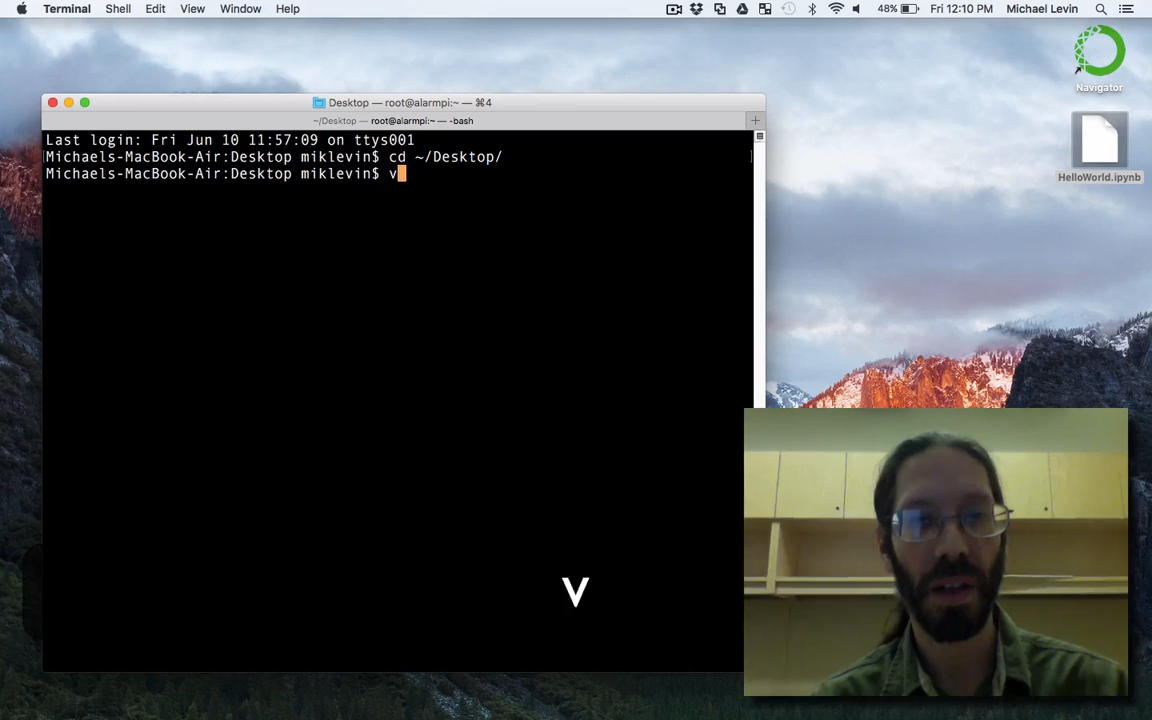 Terminal Shell Edit View Window Help 48% Fri 12:10 PM Michael Levin
Navigator
HelloWorld.ipynb
Desktop — root@alarmpi:~ — ⌘4
~/Desktop — root@alarmpi:~ — -bash
Last login: Fri Jun 10 11:57:09 on ttys001
Michaels-MacBook-Air:Desktop miklevin$ cd ~/Desktop/
Michaels-MacBook-Air:Desktop miklevin$ v
V